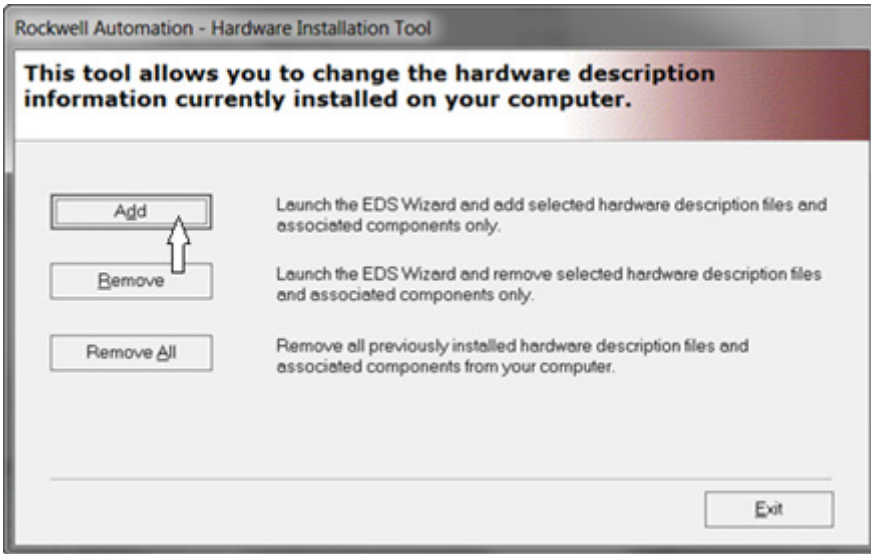 Rockwell Automation - Hardware Installation Tool
This tool allows you to change the hardware description
information currently installed on your computer.
Add
Launch the EDS Wizard and add selected hardware description files and
associated components only.
Remove
Launch the EDS Wizard and remove selected hardware description files
and associated components only.
Remove All
Remove all previously installed hardware description files and
associated components from your computer.
Exit